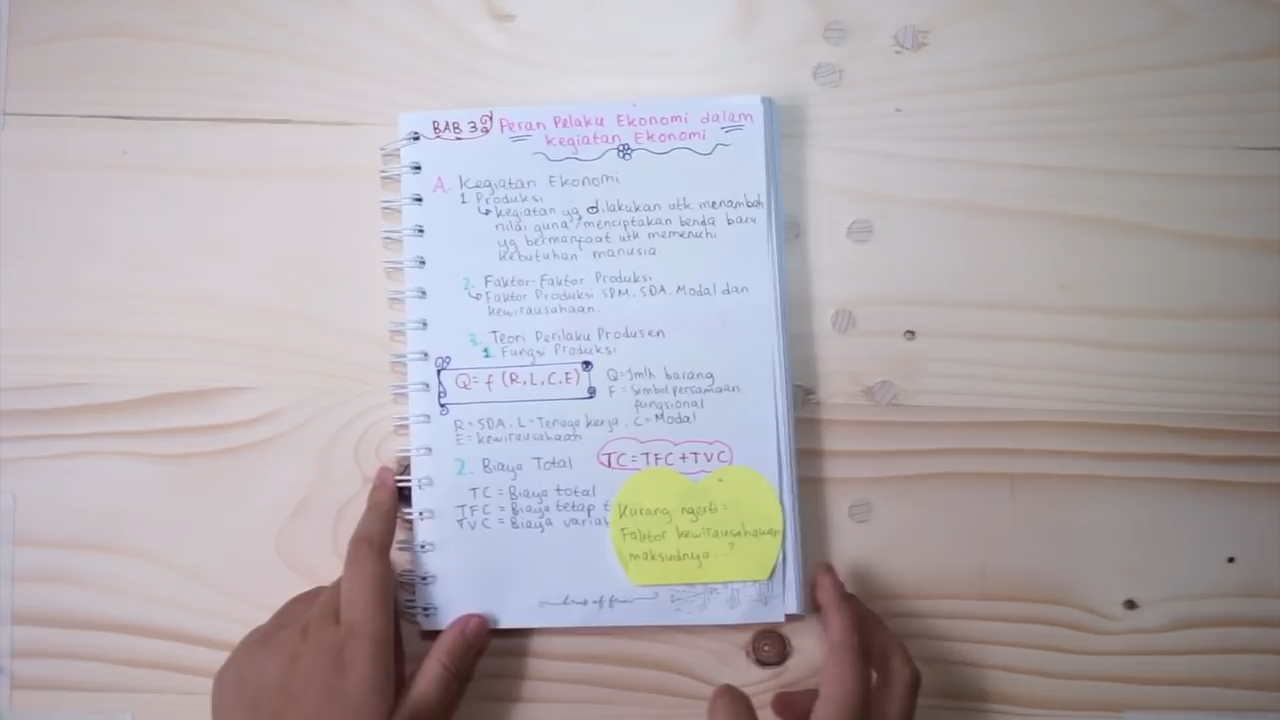 BAB 3 Peran Pelaku Ekonomi dalam
Kegiatan Ekonomi
A. Kegiatan Ekonomi
1 Produksi
↳ kegiatan yg dilakukan utk menambah
nilai guna / menciptakan benda baru
yg bermanfaat utk memenuhi
kebutuhan manusia.
2. Faktor-Faktor Produksi
↳ Faktor Produksi SDM, SDA, Modal dan
kewirausahaan.
3. Teori Perilaku Produsen
1 Fungsi Produksi
Q = f (R, L, C, E)
Q = Jmlh barang
F = Simbol persamaan
fungsional
R = SDA, L = Tenaga kerja, C = Modal
E = kewirausahaan
2. Biaya Total
TC = TFC + TVC
TC = Biaya total
TFC = Biaya tetap t
TVC = Biaya varia
Kurang ngerti =
Faktor kewirausahawan
maksudnya...?